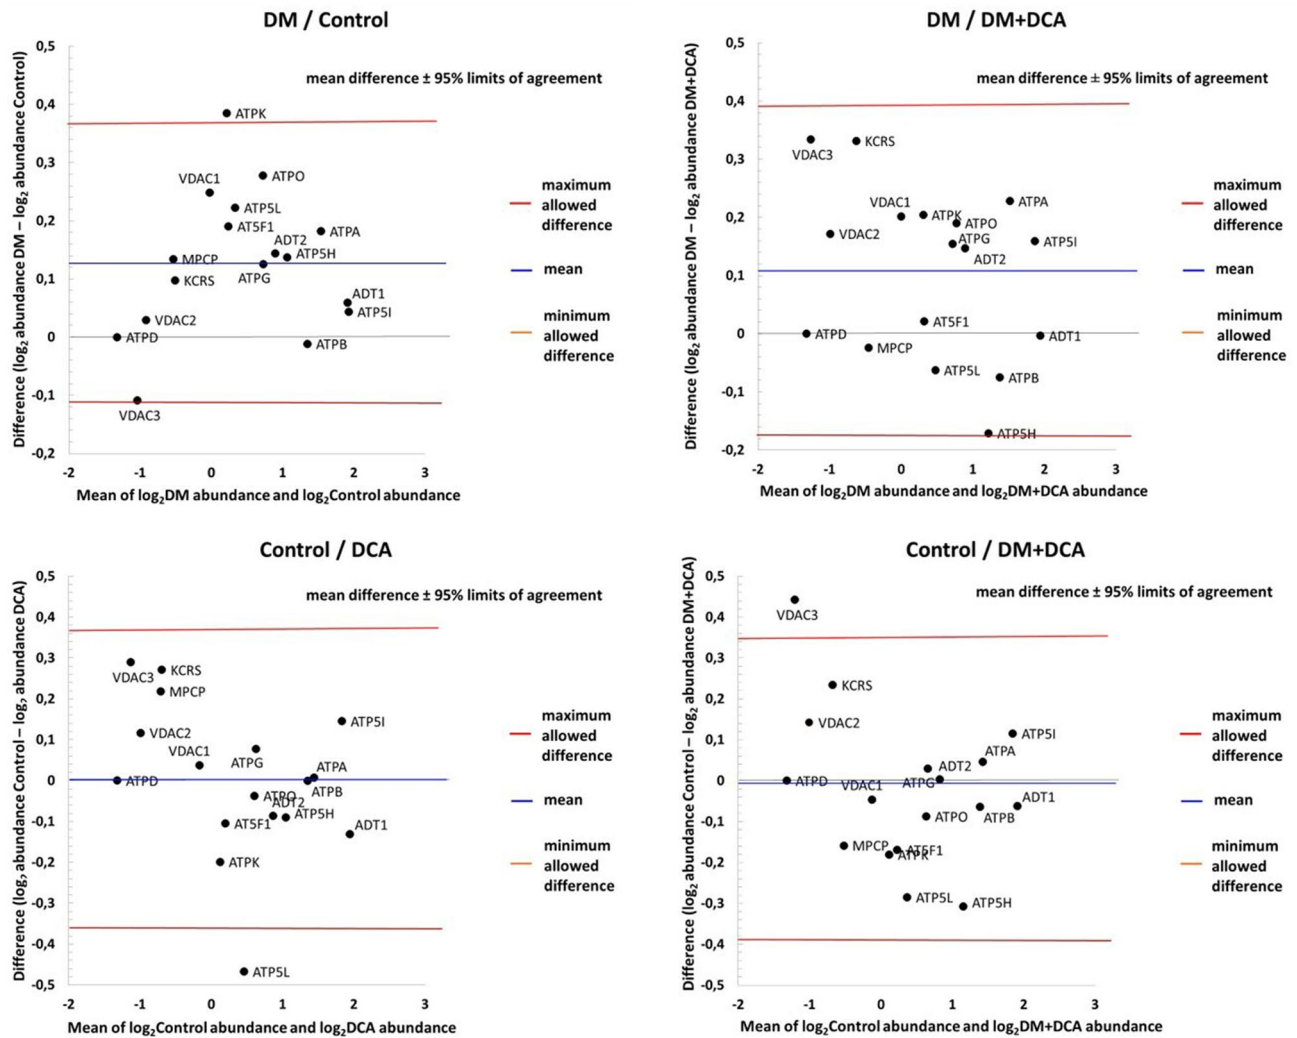 DM / Control
Difference (log2 abundance DM – log2 abundance Control)
0,5
0,4
0,3
0,2
0,1
0
-0,1
-0,2
mean difference ± 95% limits of agreement
ATPK
VDAC1
ATPO
ATP5L
AT5F1
ATPA
ADT2
ATP5H
MPCP
ATPG
KCRS
ADT1
ATP5I
VDAC2
ATPD
ATPB
VDAC3
-2
-1
0
1
2
3
Mean of log2DM abundance and log2Control abundance
maximum
allowed
difference
mean
minimum
allowed
difference
DM / DM+DCA
Difference (log2 abundance DM – log2 abundance DM+DCA)
0,5
0,4
0,3
0,2
0,1
0
-0,1
-0,2
mean difference ± 95% limits of agreement
VDAC3
KCRS
VDAC1
ATPA
ATPK
ATPO
VDAC2
ATPG
ATP5I
ADT2
AT5F1
ATPD
ADT1
MPCP
ATP5L
ATPB
ATP5H
-2
-1
0
1
2
3
Mean of log2DM abundance and log2DM+DCA abundance
maximum
allowed
difference
mean
minimum
allowed
difference
Control / DCA
Difference (log2 abundance Control – log2 abundance DCA)
0,5
0,4
0,3
0,2
0,1
0
-0,1
-0,2
-0,3
-0,4
-0,5
mean difference ± 95% limits of agreement
VDAC3
KCRS
MPCP
VDAC2
ATP5I
VDAC1
ATPG
ATPA
ATPD
ATPB
ATPO
ADT2
ATP5H
AT5F1
ADT1
ATPK
ATP5L
-2
-1
0
1
2
3
Mean of log2Control abundance and log2DCA abundance
maximum
allowed
difference
mean
minimum
allowed
difference
Control / DM+DCA
Difference (log2 abundance Control – log2 abundance DM+DCA)
0,5
0,4
0,3
0,2
0,1
0
-0,1
-0,2
-0,3
-0,4
-0,5
mean difference ± 95% limits of agreement
VDAC3
KCRS
VDAC2
ATP5I
ATPA
ADT2
ATPD
VDAC1
ATPG
ADT1
ATPO
ATPB
MPCP
AT5F1
ATPK
ATP5L
ATP5H
-2
-1
0
1
2
3
Mean of log2Control abundance and log2DM+DCA abundance
maximum
allowed
difference
mean
minimum
allowed
difference